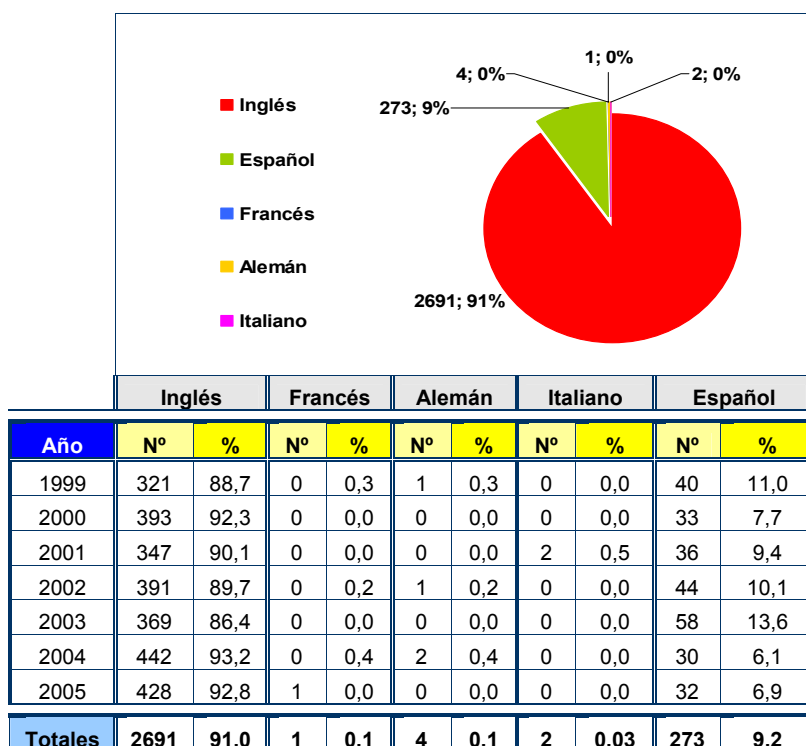 1; 0%
4; 0%
2; 0%
Inglés
273; 9%
Español
Francés
Alemán
2691; 91%
Italiano
Inglés Francés Alemán Italiano Español
Año Nº % Nº % Nº % Nº % Nº %
1999 321 88,7 0 0,3 1 0,3 0 0,0 40 11,0
2000 393 92,3 0 0,0 0 0,0 0 0,0 33 7,7
2001 347 90,1 0 0,0 0 0,0 2 0,5 36 9,4
2002 391 89,7 0 0,2 1 0,2 0 0,0 44 10,1
2003 369 86,4 0 0,0 0 0,0 0 0,0 58 13,6
2004 442 93,2 0 0,4 2 0,4 0 0,0 30 6,1
2005 428 92,8 1 0,0 0 0,0 0 0,0 32 6,9
Totales 2691 91,0 1 0,1 4 0,1 2 0,03 273 9,2